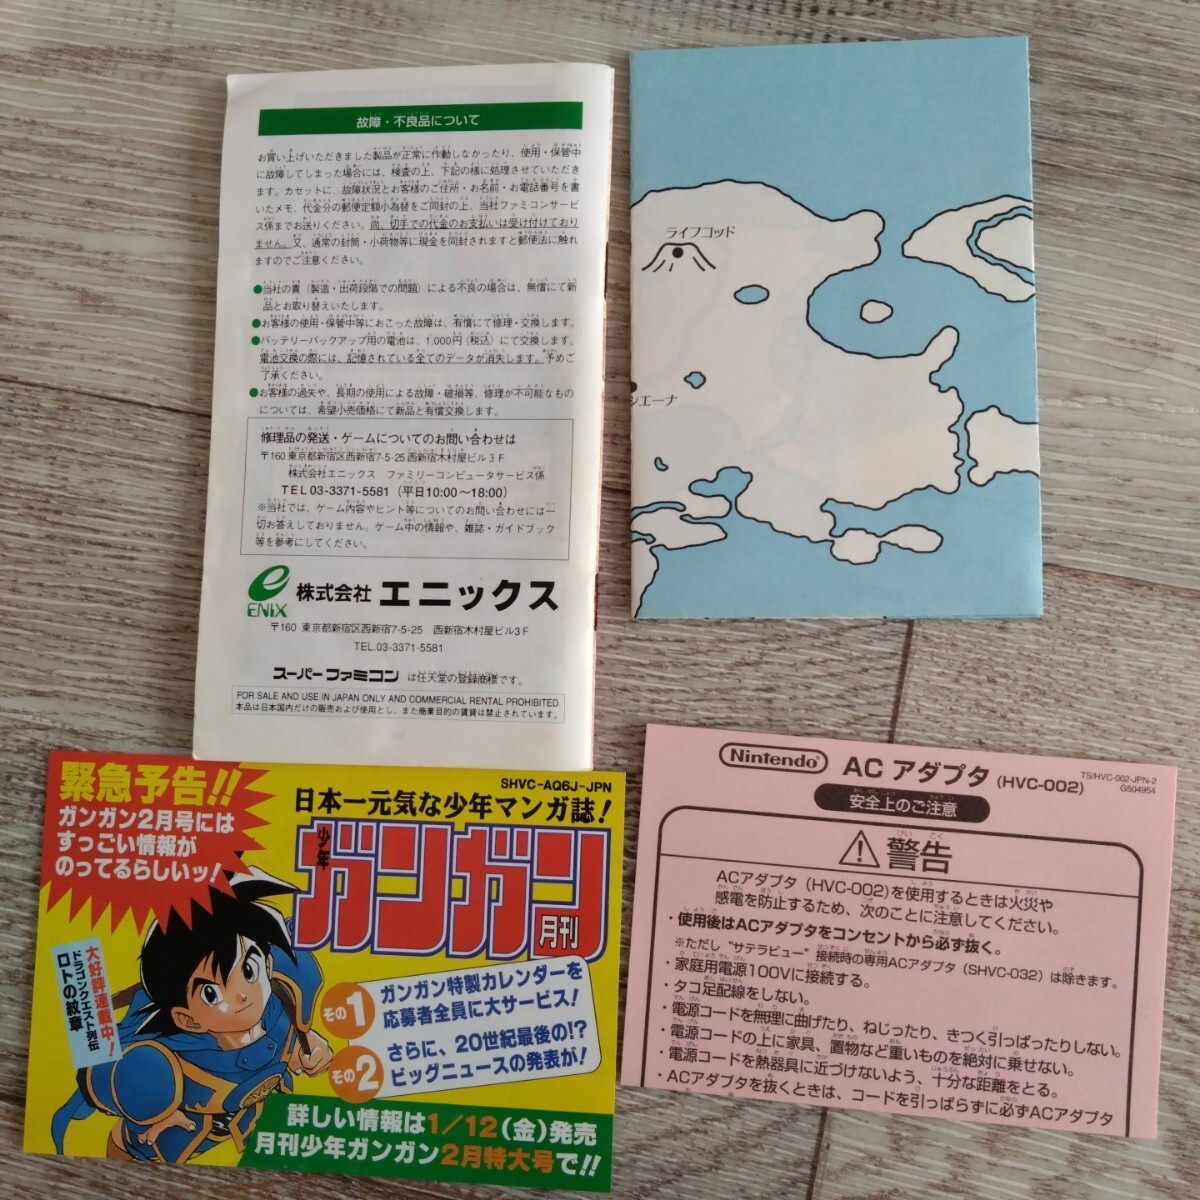 故障・不良品について
お買い上げいただきました製品が正常に作動しなかったり、使用・保管中
に故障してしまった場合には、検査の上、下記の様に処理させていただき
ます。カセットに、故障状況とお客様のご住所・お名前・お電話番号を書
いたメモ、代金分の郵便定額小為替をご同封の上、当社ファミコンサービ
ス係までお送りください。尚、切手での代金のお支払いは受け付けており
ません。又、通常の封筒・小荷物等に現金を同封されますと郵便法に触れ
ますのでご注意ください。
●当社の責（製造・出荷段階での問題）による不良の場合は、無償にて新
品とお取り替えいたします。
●お客様の使用・保管中等におこった故障は、有償にて修理・交換します。
●バッテリーバックアップ用の電池は、1,000円（税込）にて交換します。
電池交換の際には、記憶されている全てのデータが消失します。予めご
了承ください。
●お客様の過失や、長期の使用による故障・破損等、修理が不可能なもの
については、希望小売価格にて新品と有償交換します。
修理品の発送・ゲームについてのお問い合わせは
〒160 東京都新宿区西新宿7-5-25 西新宿木村屋ビル3F
株式会社エニックス ファミリーコンピュータサービス係
TEL 03-3371-5581（平日10:00～18:00）
※当社では、ゲーム内容やヒント等についてのお問い合わせには一
切お答えしておりません。ゲーム中の情報や、雑誌・ガイドブック
等を参考にしてください。
ENIX 株式会社 エニックス
〒160 東京都新宿区西新宿7-5-25 西新宿木村屋ビル3F
TEL.03-3371-5581
スーパーファミコン は任天堂の登録商標です。
FOR SALE AND USE IN JAPAN ONLY AND COMMERCIAL RENTAL PROHIBITED.
本品は日本国内だけの販売および使用とし、また商業目的の賃貸は禁止されています。
ライフコッド
シエーナ
緊急予告!!
ガンガン2月号には
すっごい情報が
のってるらしいッ!
SHVC-AQ6J-JPN
日本一元気な少年マンガ誌!
少年
ガンガン
月刊
大好評連載中!
ドラゴンクエスト列伝
ロトの紋章
その1
ガンガン特製カレンダーを
応募者全員に大サービス!
その2
さらに、20世紀最後の!?
ビッグニュースの発表が!
詳しい情報は1/12(金)発売
月刊少年ガンガン2月特大号で!!
Nintendo ACアダプタ(HVC-002)
TS/HVC-002-JPN-2
G504954
安全上のご注意
警告
ACアダプタ（HVC-002）を使用するときは火災や
感電を防止するため、次のことに注意してください。
・使用後はACアダプタをコンセントから必ず抜く。
※ただし“サテラビュー”接続時の専用ACアダプタ（SHVC-032）は除きます。
・家庭用電源100Vに接続する。
・タコ足配線をしない。
・電源コードを無理に曲げたり、ねじったり、きつく引っぱったりしない。
・電源コードの上に家具、置物など重いものを絶対に乗せない。
・電源コードを熱器具に近づけないよう、十分な距離をとる。
・ACアダプタを抜くときは、コードを引っぱらずに必ずACアダプタ